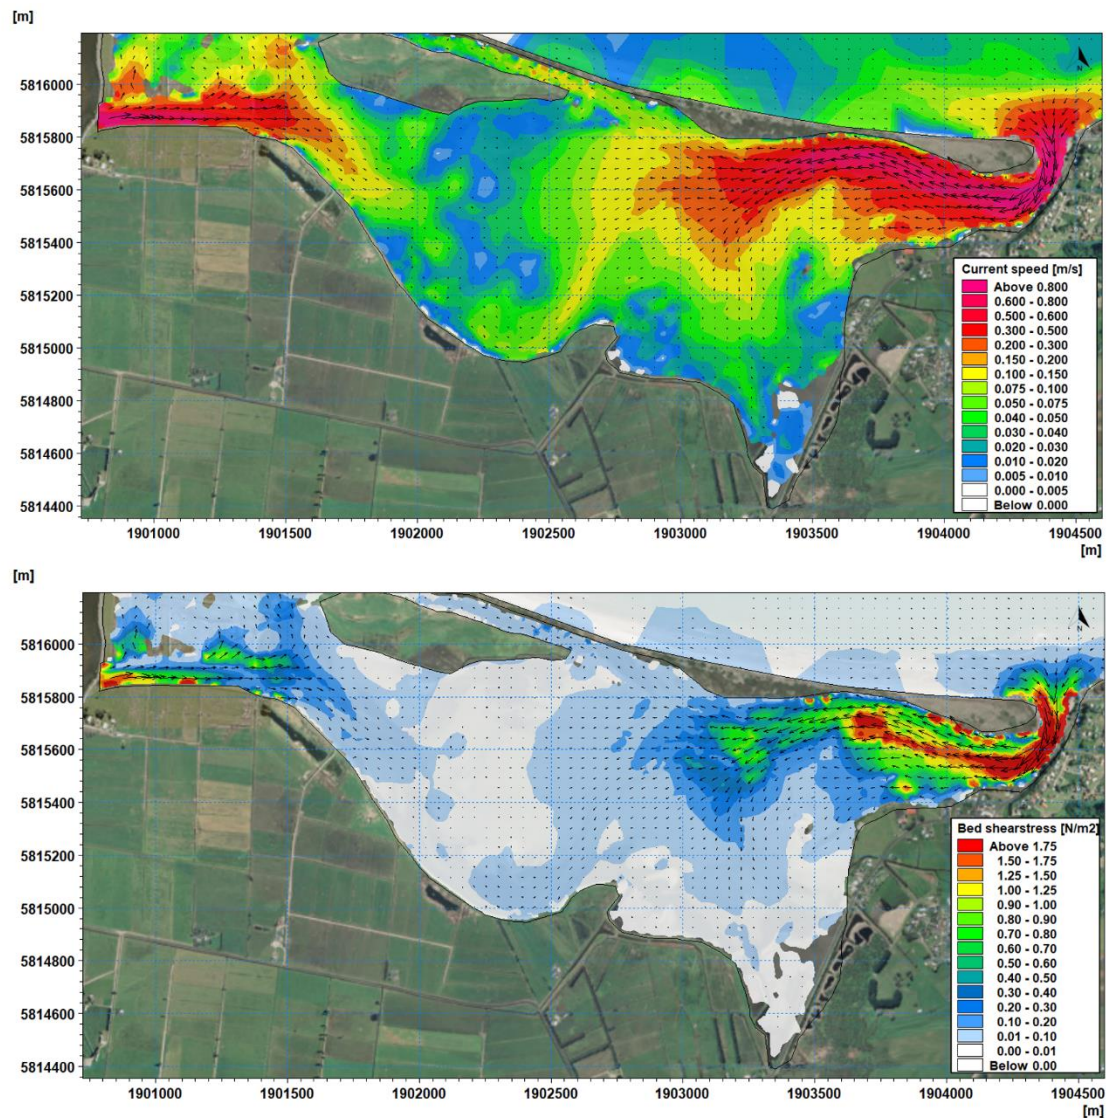 [m]
5816000
5815800
5815600
5815400
5815200
5815000
5814800
5814600
5814400
N
Current speed [m/s]
Above 0.800
0.600 - 0.800
0.500 - 0.600
0.300 - 0.500
0.200 - 0.300
0.150 - 0.200
0.100 - 0.150
0.075 - 0.100
0.050 - 0.075
0.040 - 0.050
0.030 - 0.040
0.020 - 0.030
0.010 - 0.020
0.005 - 0.010
0.000 - 0.005
Below 0.000
1901000 1901500 1902000 1902500 1903000 1903500 1904000 1904500
[m]
[m]
5816000
5815800
5815600
5815400
5815200
5815000
5814800
5814600
5814400
N
Bed shearstress [N/m2]
Above 1.75
1.50 - 1.75
1.25 - 1.50
1.00 - 1.25
0.90 - 1.00
0.80 - 0.90
0.70 - 0.80
0.60 - 0.70
0.50 - 0.60
0.40 - 0.50
0.30 - 0.40
0.20 - 0.30
0.10 - 0.20
0.01 - 0.10
0.00 - 0.01
Below 0.00
1901000 1901500 1902000 1902500 1903000 1903500 1904000 1904500
[m]